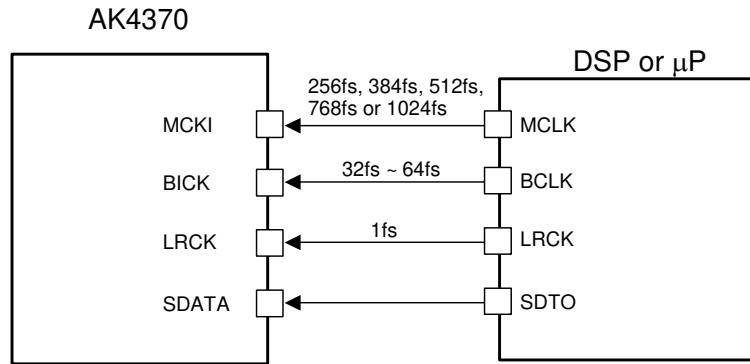 AK4370
DSP or μP
256fs, 384fs, 512fs,
768fs or 1024fs
MCKI
MCLK
32fs ~ 64fs
BICK
BCLK
1fs
LRCK
LRCK
SDATA
SDTO